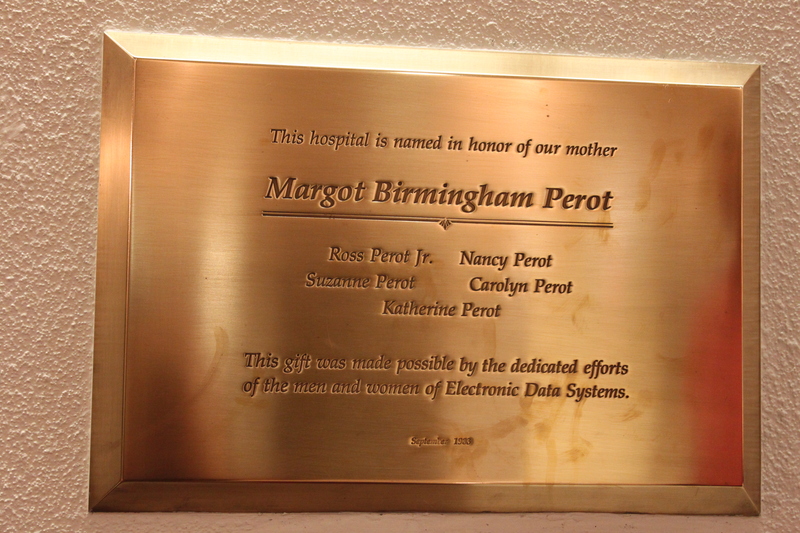 This hospital is named in honor of our mother
Margot Birmingham Perot
Ross Perot Jr. Nancy Perot
Suzanne Perot Carolyn Perot
Katherine Perot
This gift was made possible by the dedicated efforts
of the men and women of Electronic Data Systems.
September